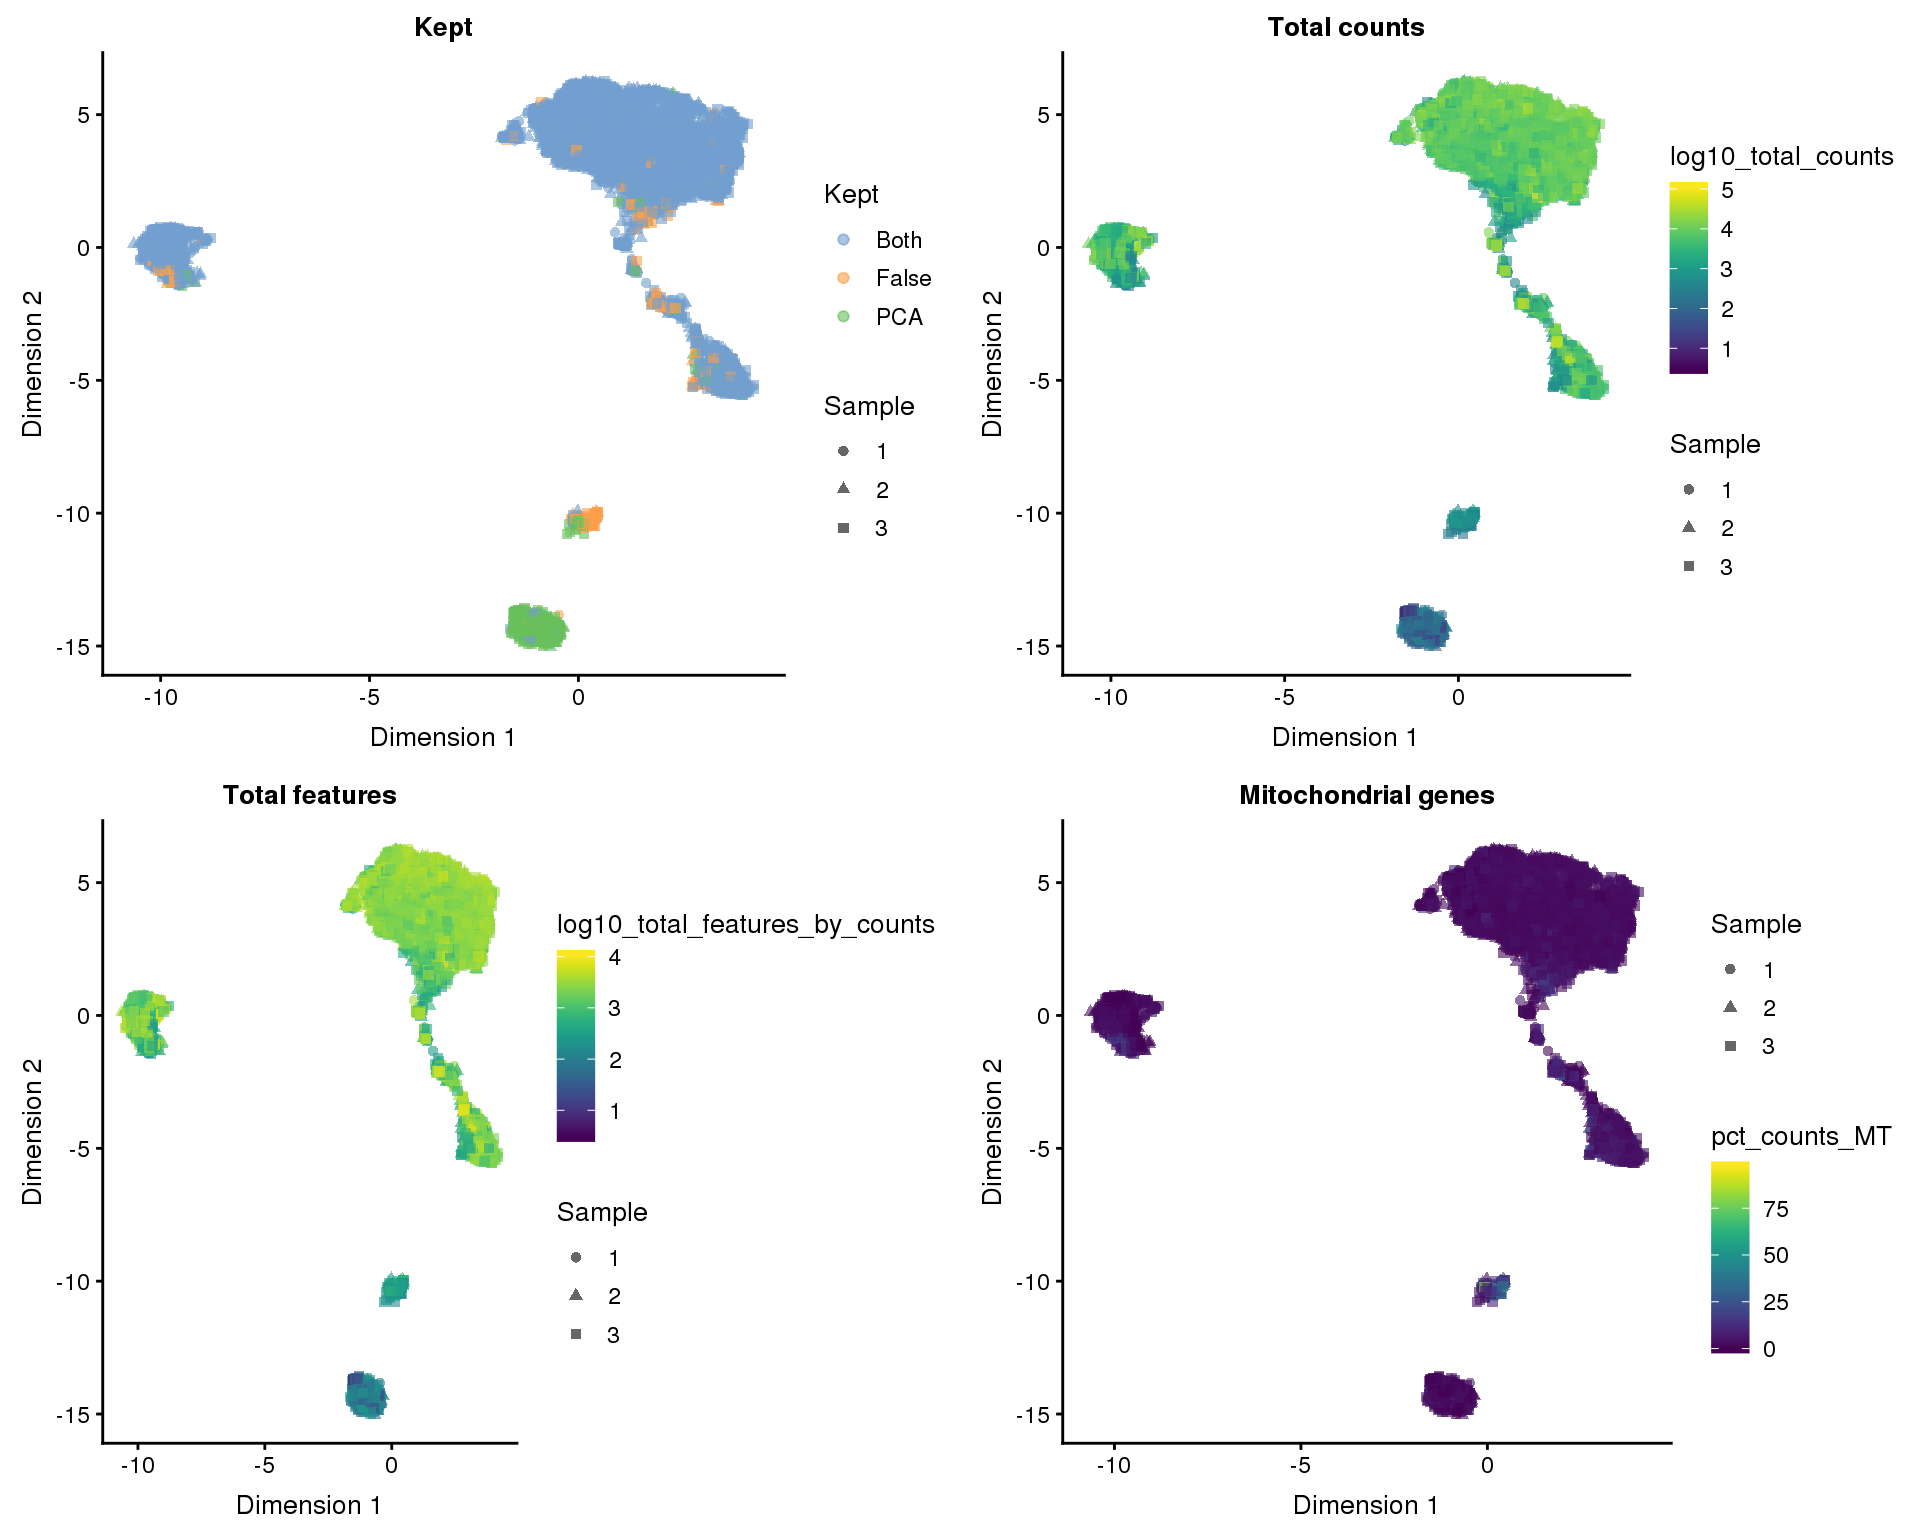 Kept
5
0
-5
-10
-15
-10
-5
0
Dimension 1
Dimension 2
Kept
Both
False
PCA
Sample
1
2
3
Total counts
5
0
-5
-10
-15
-10
-5
0
Dimension 1
Dimension 2
log10_total_counts
5
4
3
2
1
Sample
1
2
3
Total features
5
0
-5
-10
-15
-10
-5
0
Dimension 1
Dimension 2
log10_total_features_by_counts
4
3
2
1
Sample
1
2
3
Mitochondrial genes
5
0
-5
-10
-15
-10
-5
0
Dimension 1
Dimension 2
Sample
1
2
3
pct_counts_MT
75
50
25
0